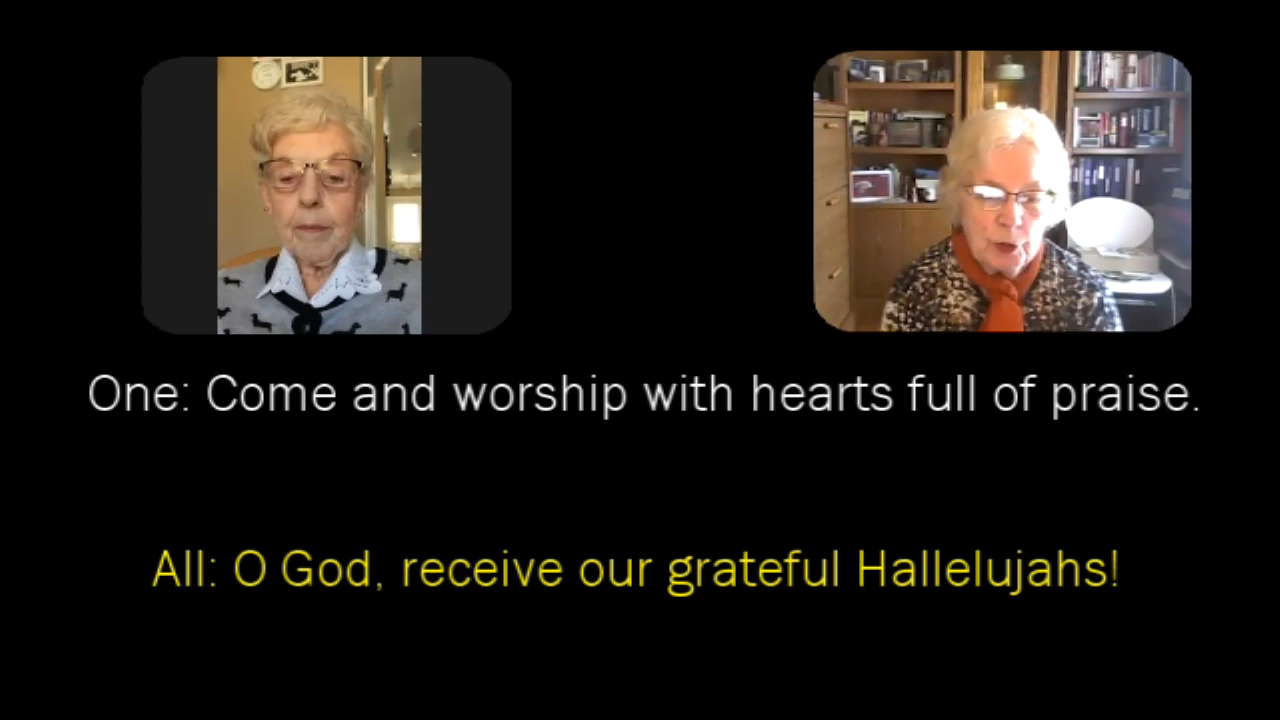 One: Come and worship with hearts full of praise.
All: O God, receive our grateful Hallelujahs!